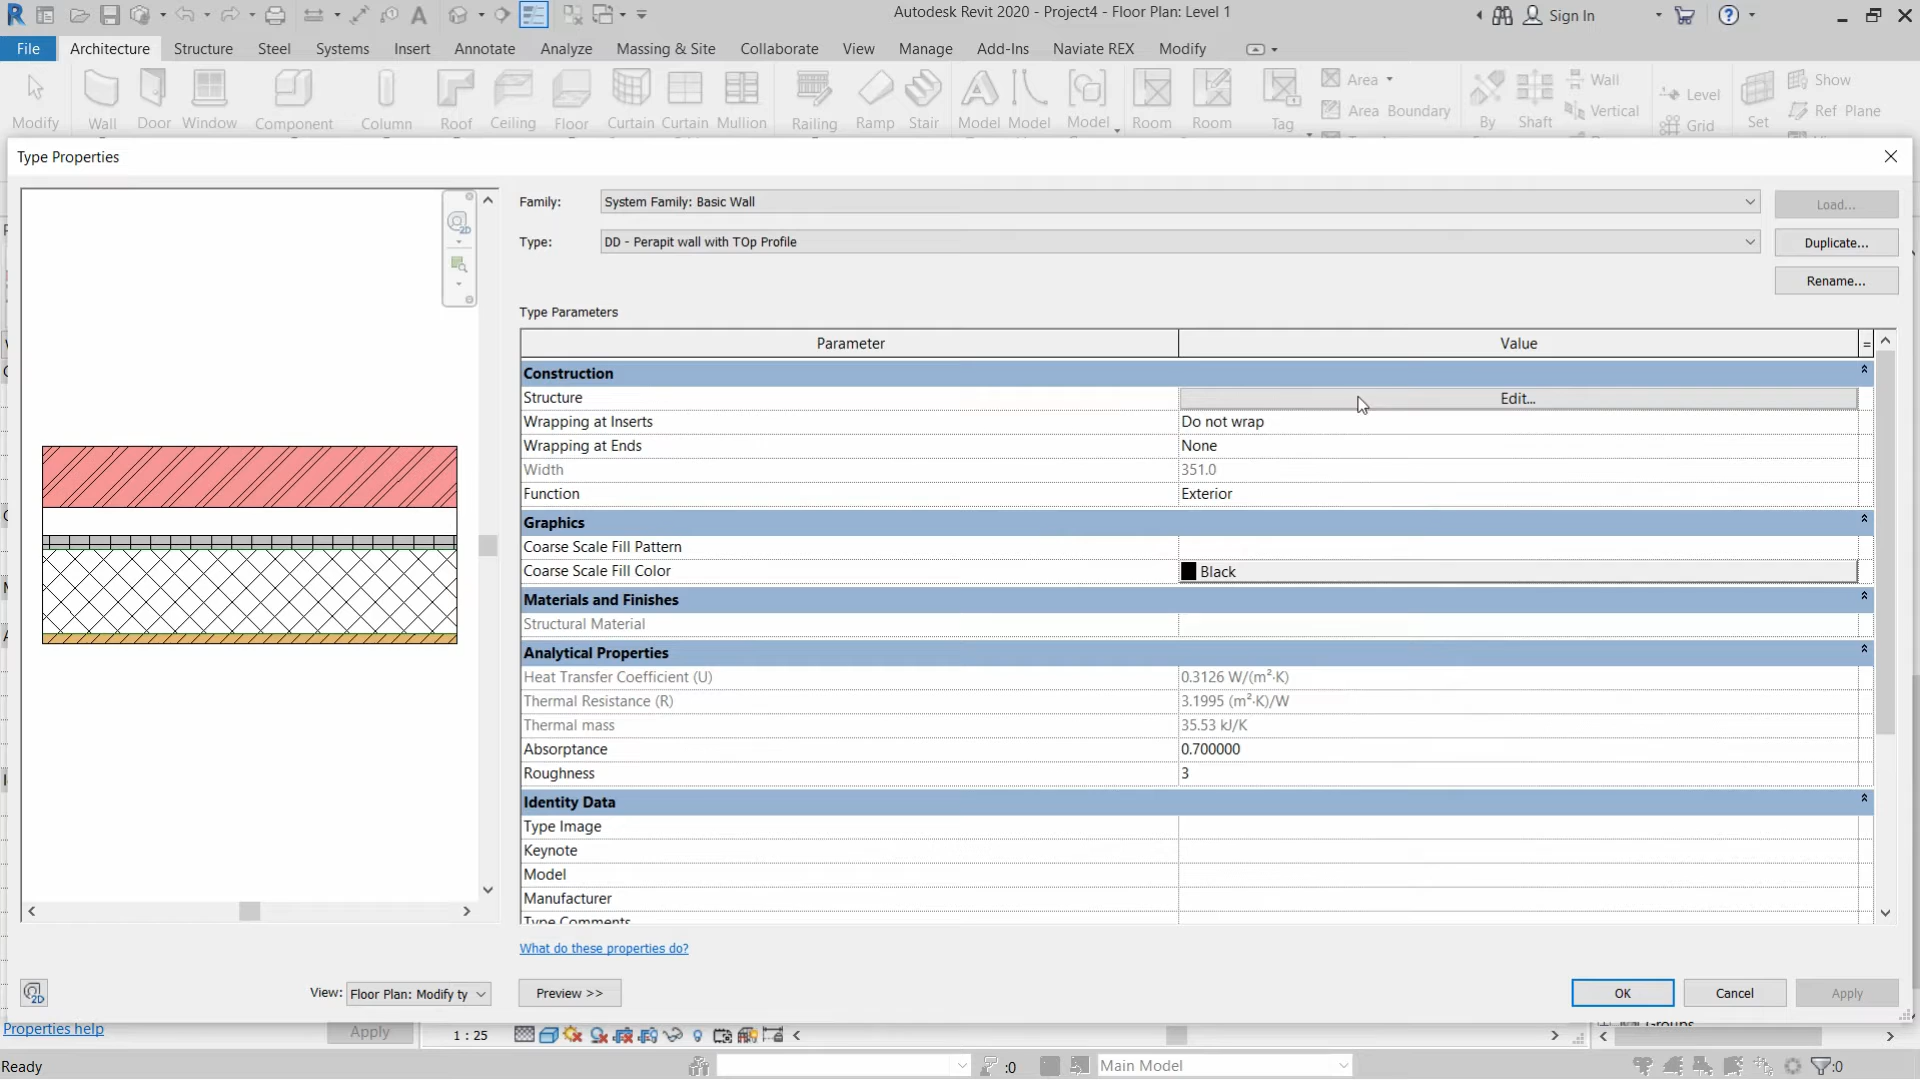 Autodesk Revit 2020 - Project4 - Floor Plan: Level 1
Sign In
File
Architecture
Structure
Steel
Systems
Insert
Annotate
Analyze
Massing & Site
Collaborate
View
Manage
Add-Ins
Naviate REX
Modify
Modify
Wall
Door
Window
Component
Column
Roof
Ceiling
Floor
Curtain
Curtain
Mullion
Railing
Ramp
Stair
Model
Model
Model
Room
Room
Tag
Area
Area Boundary
By
Shaft
Wall
Vertical
Level
Grid
Set
Show
Ref Plane
Type Properties
Family:
System Family: Basic Wall
Load...
Type:
DD - Perapit wall with TOp Profile
Duplicate...
Rename...
Type Parameters
Parameter
Value
=
Construction
Structure
Edit...
Wrapping at Inserts
Do not wrap
Wrapping at Ends
None
Width
351.0
Function
Exterior
Graphics
Coarse Scale Fill Pattern
Coarse Scale Fill Color
Black
Materials and Finishes
Structural Material
Analytical Properties
Heat Transfer Coefficient (U)
0.3126 W/(m²·K)
Thermal Resistance (R)
3.1995 (m²·K)/W
Thermal mass
35.53 kJ/K
Absorptance
0.700000
Roughness
3
Identity Data
Type Image
Keynote
Model
Manufacturer
Type Comments
What do these properties do?
View:
Floor Plan: Modify ty
Preview >>
OK
Cancel
Apply
Properties help
Apply
1 : 25
Groups
Ready
:0
Main Model
:0